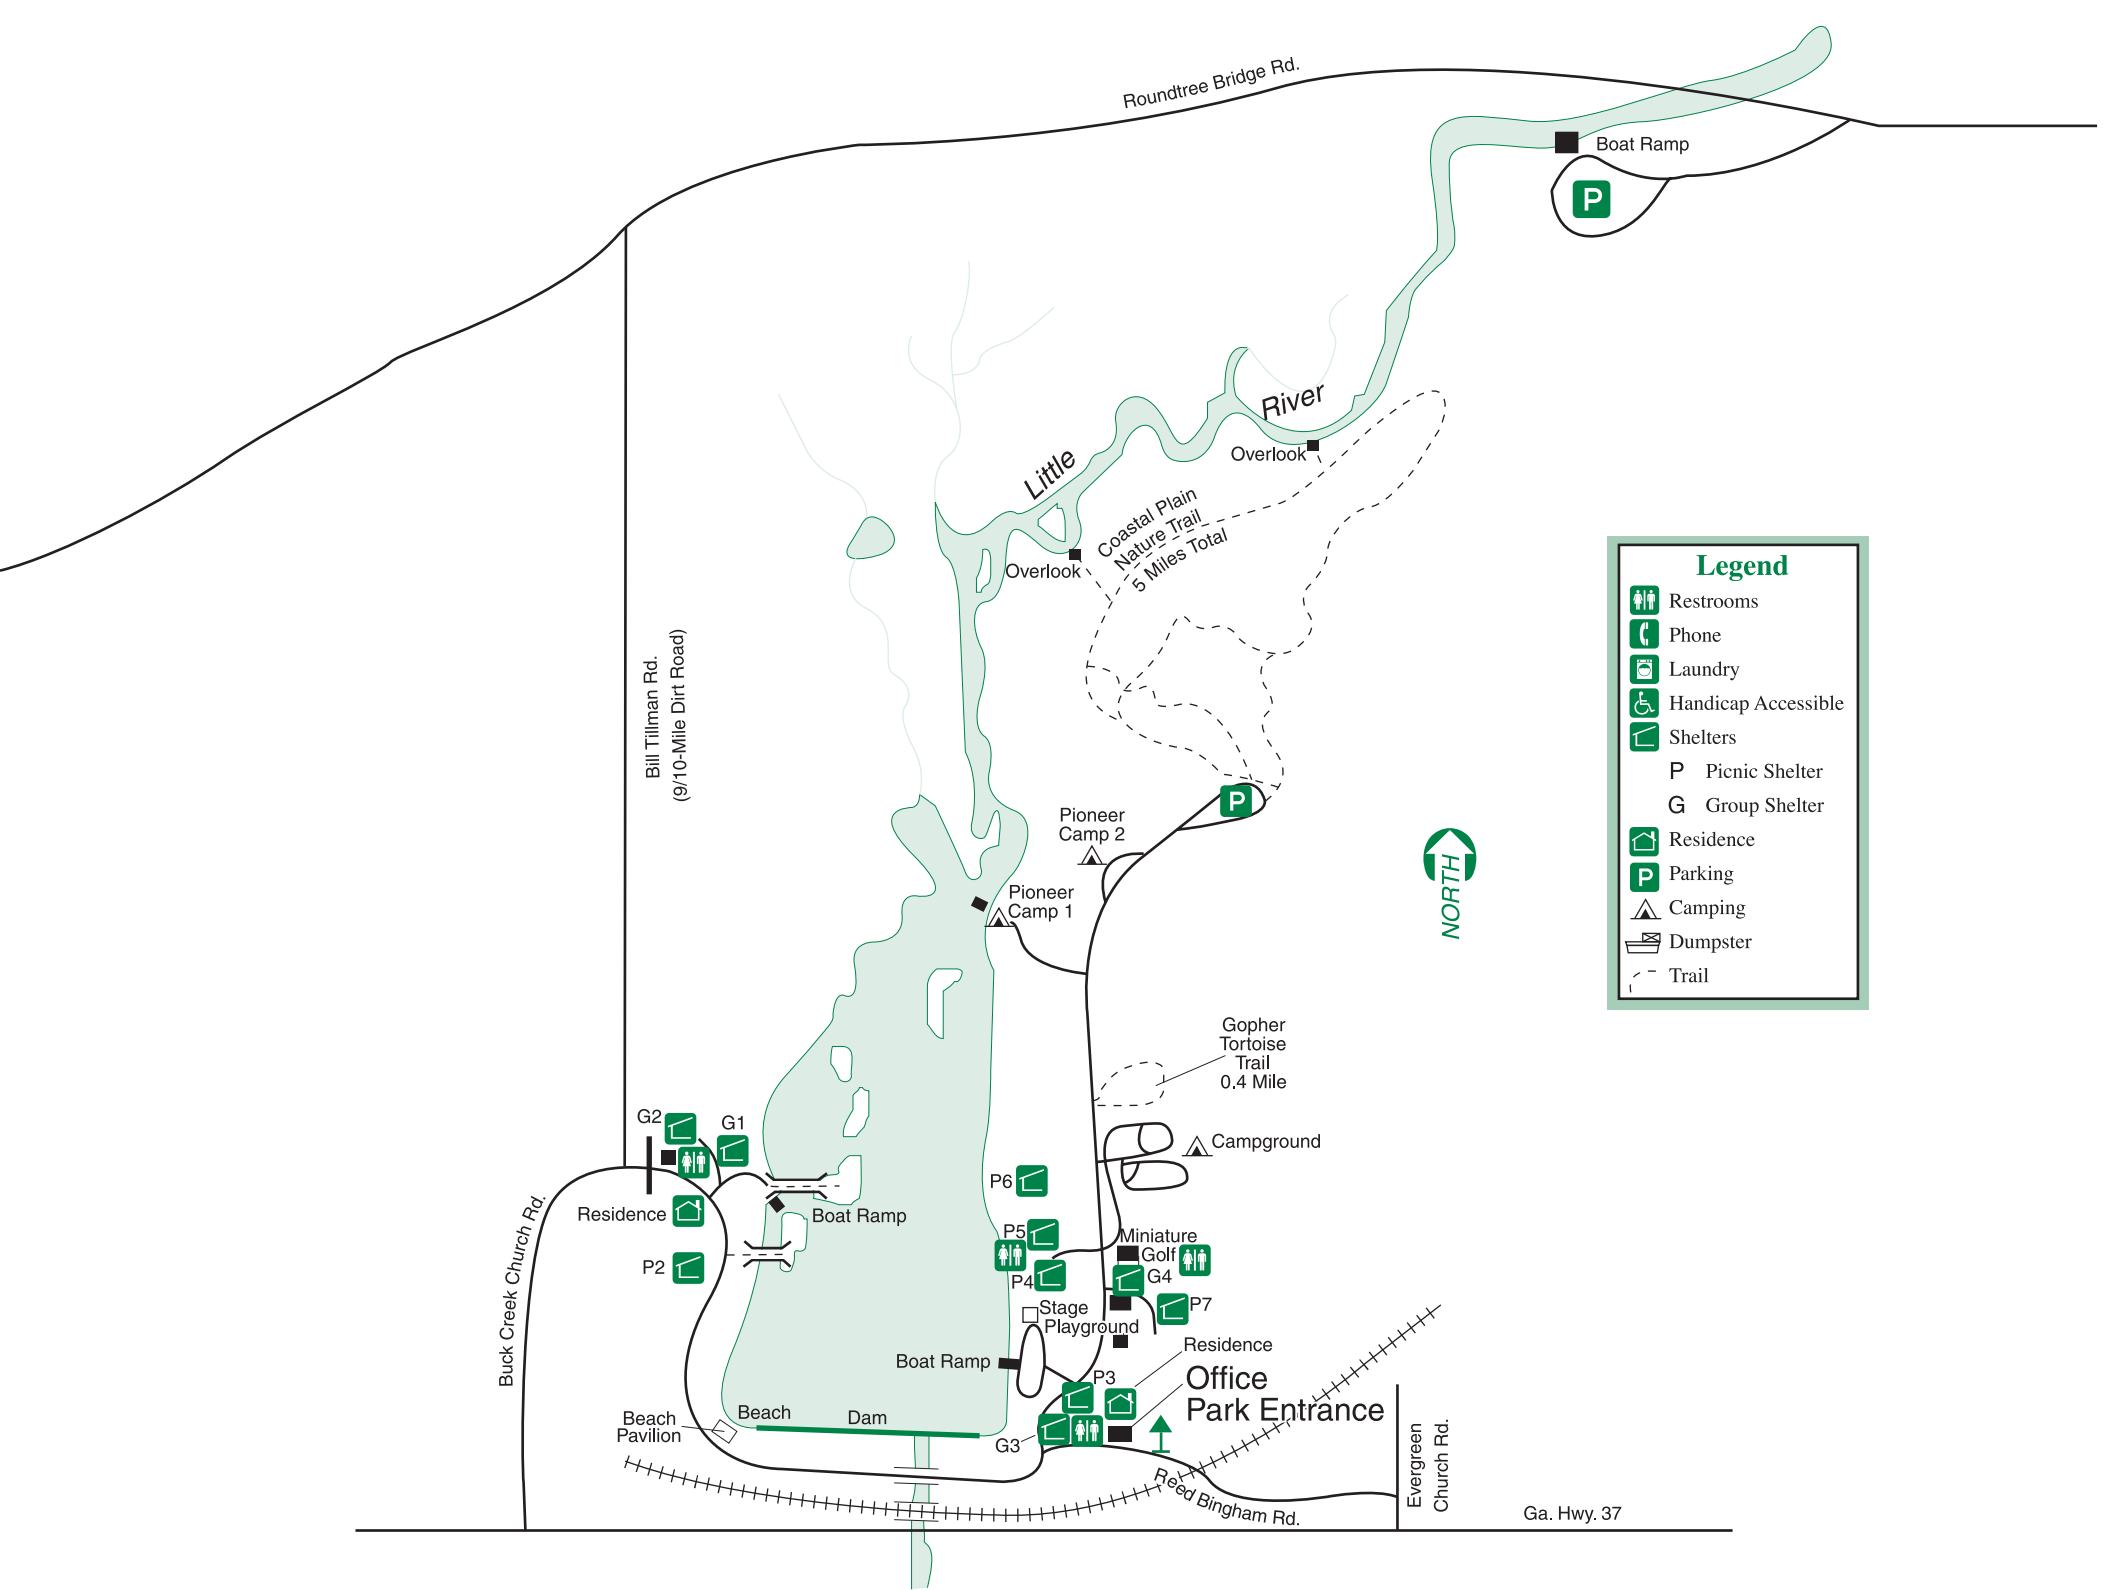 Roundtree Bridge Rd.
Boat Ramp
P
River
Overlook
Little
Coastal Plain
Nature Trail
5 Miles Total
Overlook
Legend
Restrooms
Phone
Laundry
Handicap Accessible
Shelters
P Picnic Shelter
G Group Shelter
Residence
P Parking
Camping
Dumpster
Trail
Bill Tillman Rd.
(9/10-Mile Dirt Road)
P
Pioneer
Camp 2
Pioneer
Camp 1
NORTH
Gopher
Tortoise
Trail
0.4 Mile
G2
G1
Campground
P6
Residence
Boat Ramp
P5
Miniature
Golf
P2
P4
G4
Buck Creek Church Rd.
Stage
Playground
P7
Residence
Boat Ramp
P3
Office
Park Entrance
Beach
Dam
Beach
Pavilion
G3
Reed Bingham Rd.
Evergreen
Church Rd.
Ga. Hwy. 37